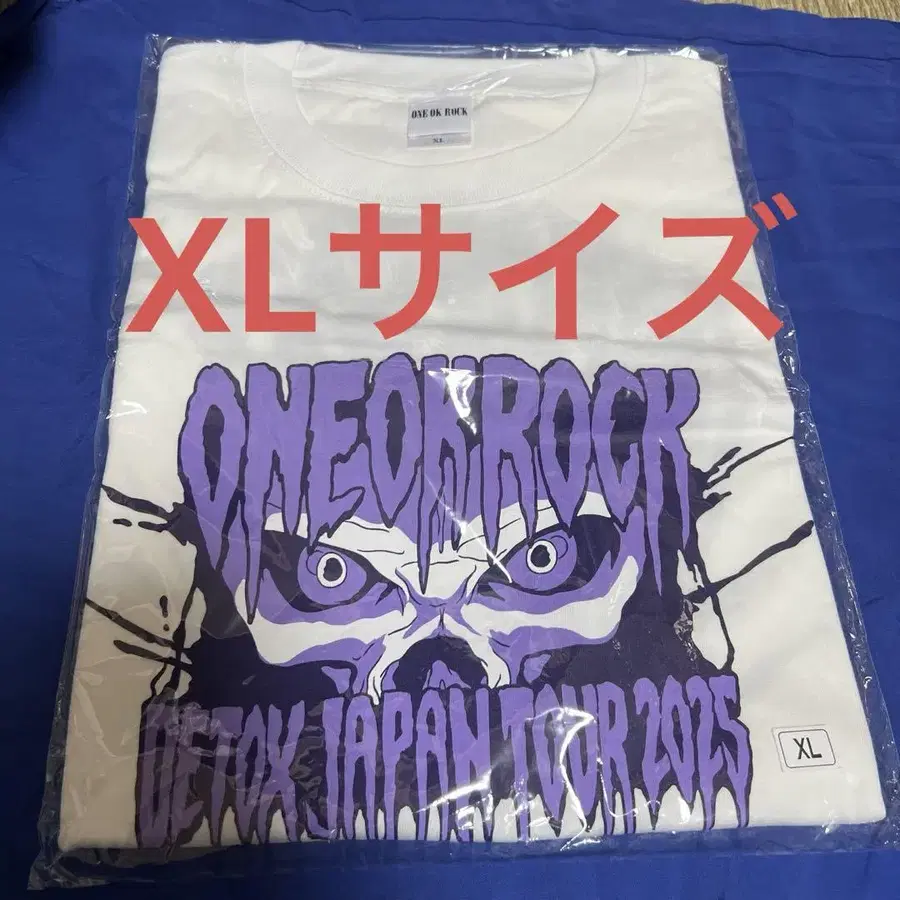 ONE OK ROCK
XL
XLサイズ
ONEOKROCK
DETOX JAPAN TOUR 2025
XL